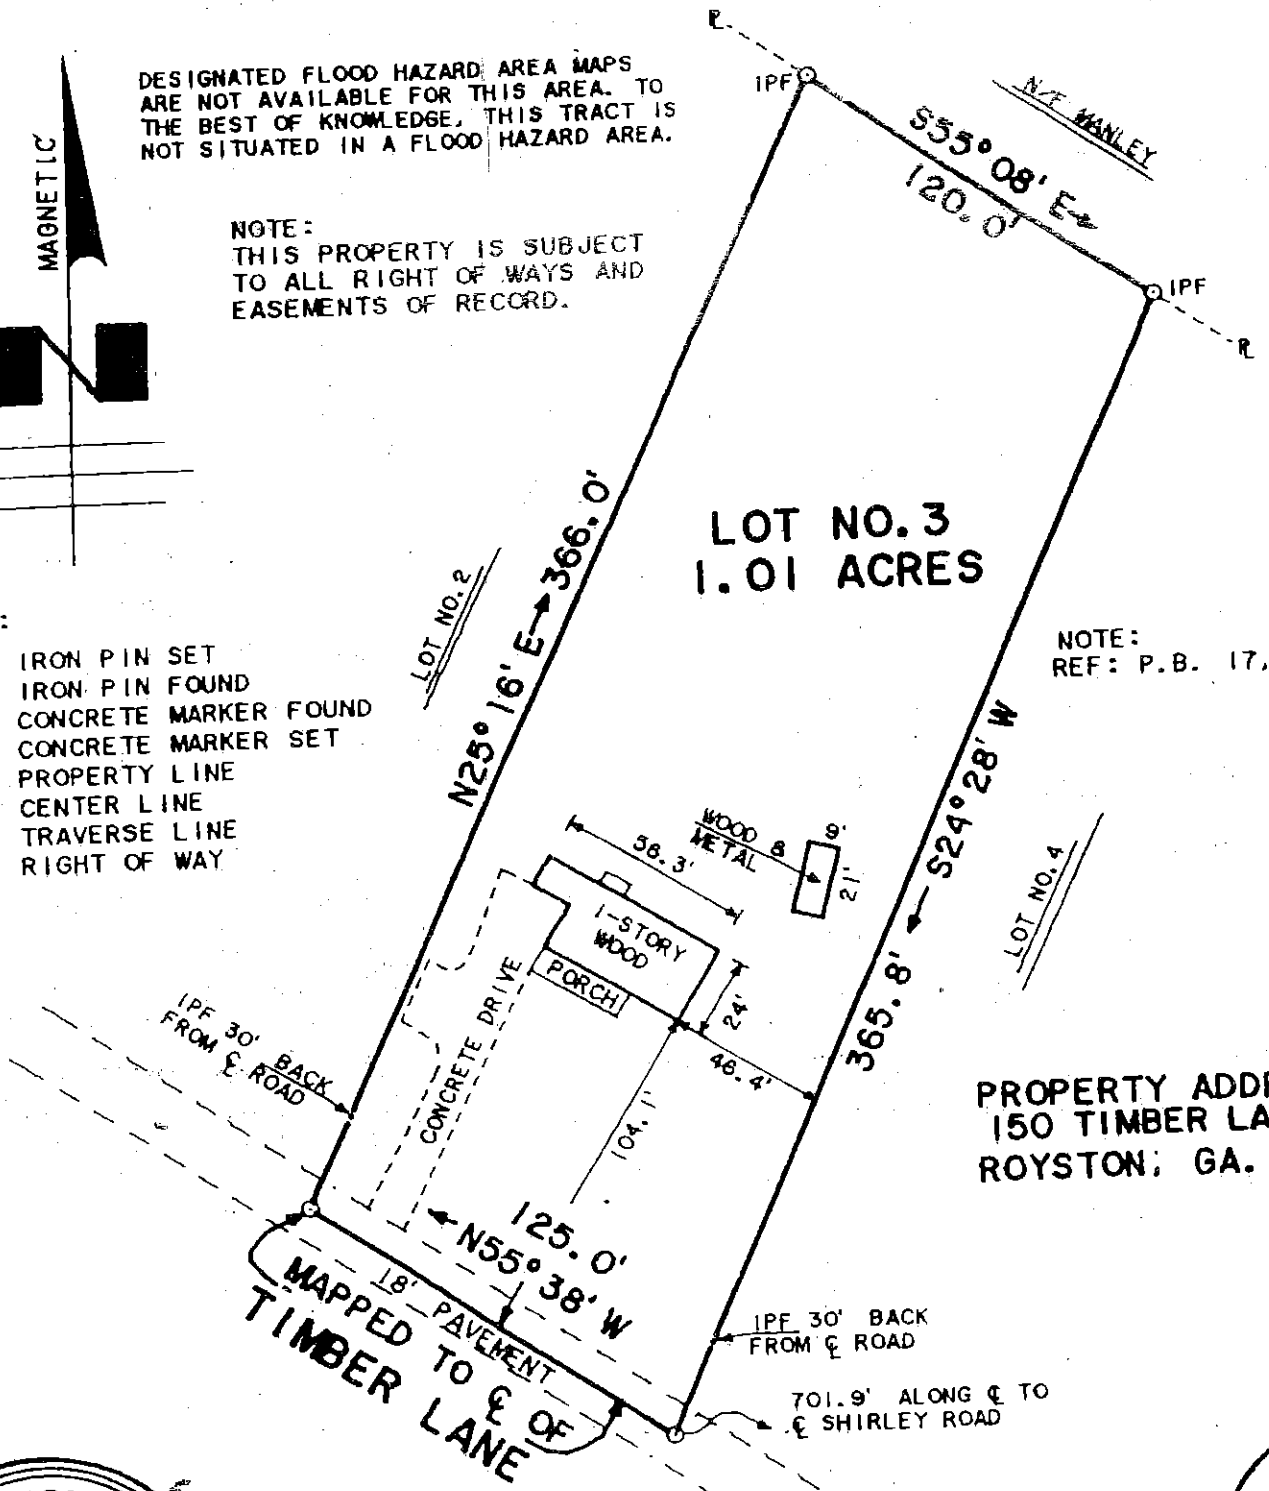 MAGNETIC
DESIGNATED FLOOD HAZARD AREA MAPS
ARE NOT AVAILABLE FOR THIS AREA. TO
THE BEST OF KNOWLEDGE, THIS TRACT IS
NOT SITUATED IN A FLOOD HAZARD AREA.
NOTE:
THIS PROPERTY IS SUBJECT
TO ALL RIGHT OF WAYS AND
EASEMENTS OF RECORD.
N
℄
IPF
N/F MANLEY
S55° 08' E
120.0'
IPF
℄
LOT NO. 3
1.01 ACRES
N25° 16' E → 366.0'
LOT NO. 2
:
IRON PIN SET
IRON PIN FOUND
CONCRETE MARKER FOUND
CONCRETE MARKER SET
PROPERTY LINE
CENTER LINE
TRAVERSE LINE
RIGHT OF WAY
NOTE:
REF: P.B. 17,
365.8' ← S24° 28' W
LOT NO. 4
WOOD &
METAL
9'
21'
56.3'
1-STORY
WOOD
PORCH
24'
46.4'
104.1'
CONCRETE DRIVE
IPF 30' BACK
FROM ℄ ROAD
PROPERTY ADD
150 TIMBER LA
ROYSTON, GA.
125.0'
N55° 38' W
18' PAVEMENT
MAPPED TO ℄ OF
TIMBER LANE
IPF 30' BACK
FROM ℄ ROAD
701.9' ALONG ℄ TO
℄ SHIRLEY ROAD